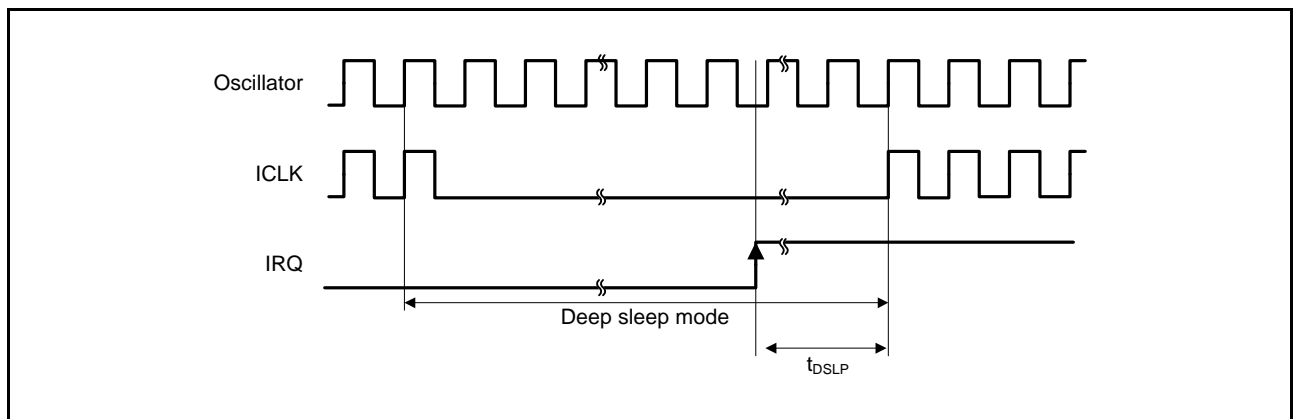 Oscillator
ICLK
IRQ
Deep sleep mode
tDSLP